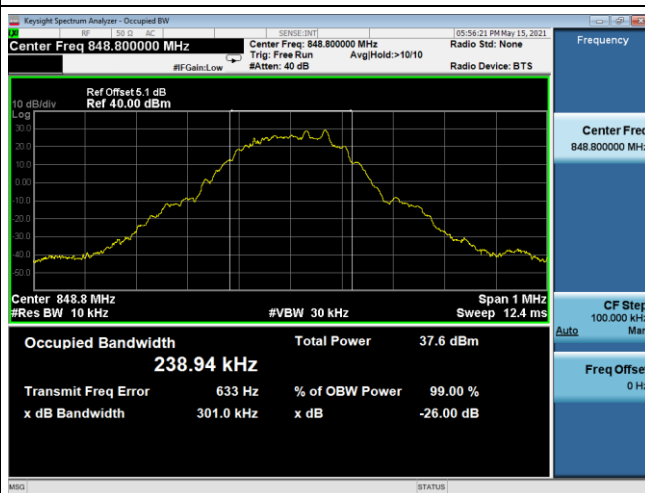 Keysight Spectrum Analyzer - Occupied BW
RF 50 Ω AC SENSE:INT 05:56:21 PM May 15, 2021
Center Freq 848.800000 MHz Center Freq: 848.800000 MHz Radio Std: None
Trig: Free Run Avg|Hold:>10/10
#IFGain:Low #Atten: 40 dB Radio Device: BTS
Ref Offset 5.1 dB
10 dB/div Ref 40.00 dBm
Log
30.0
20.0
10.0
0.00
-10.0
-20.0
-30.0
-40.0
-50.0
Center 848.8 MHz Span 1 MHz
#Res BW 10 kHz #VBW 30 kHz Sweep 12.4 ms
Occupied Bandwidth Total Power 37.6 dBm
238.94 kHz
Transmit Freq Error 633 Hz % of OBW Power 99.00 %
x dB Bandwidth 301.0 kHz x dB -26.00 dB
MSG STATUS
Frequency
Center Freq
848.800000 MHz
CF Step
100.000 kHz
Auto Man
Freq Offset
0 Hz